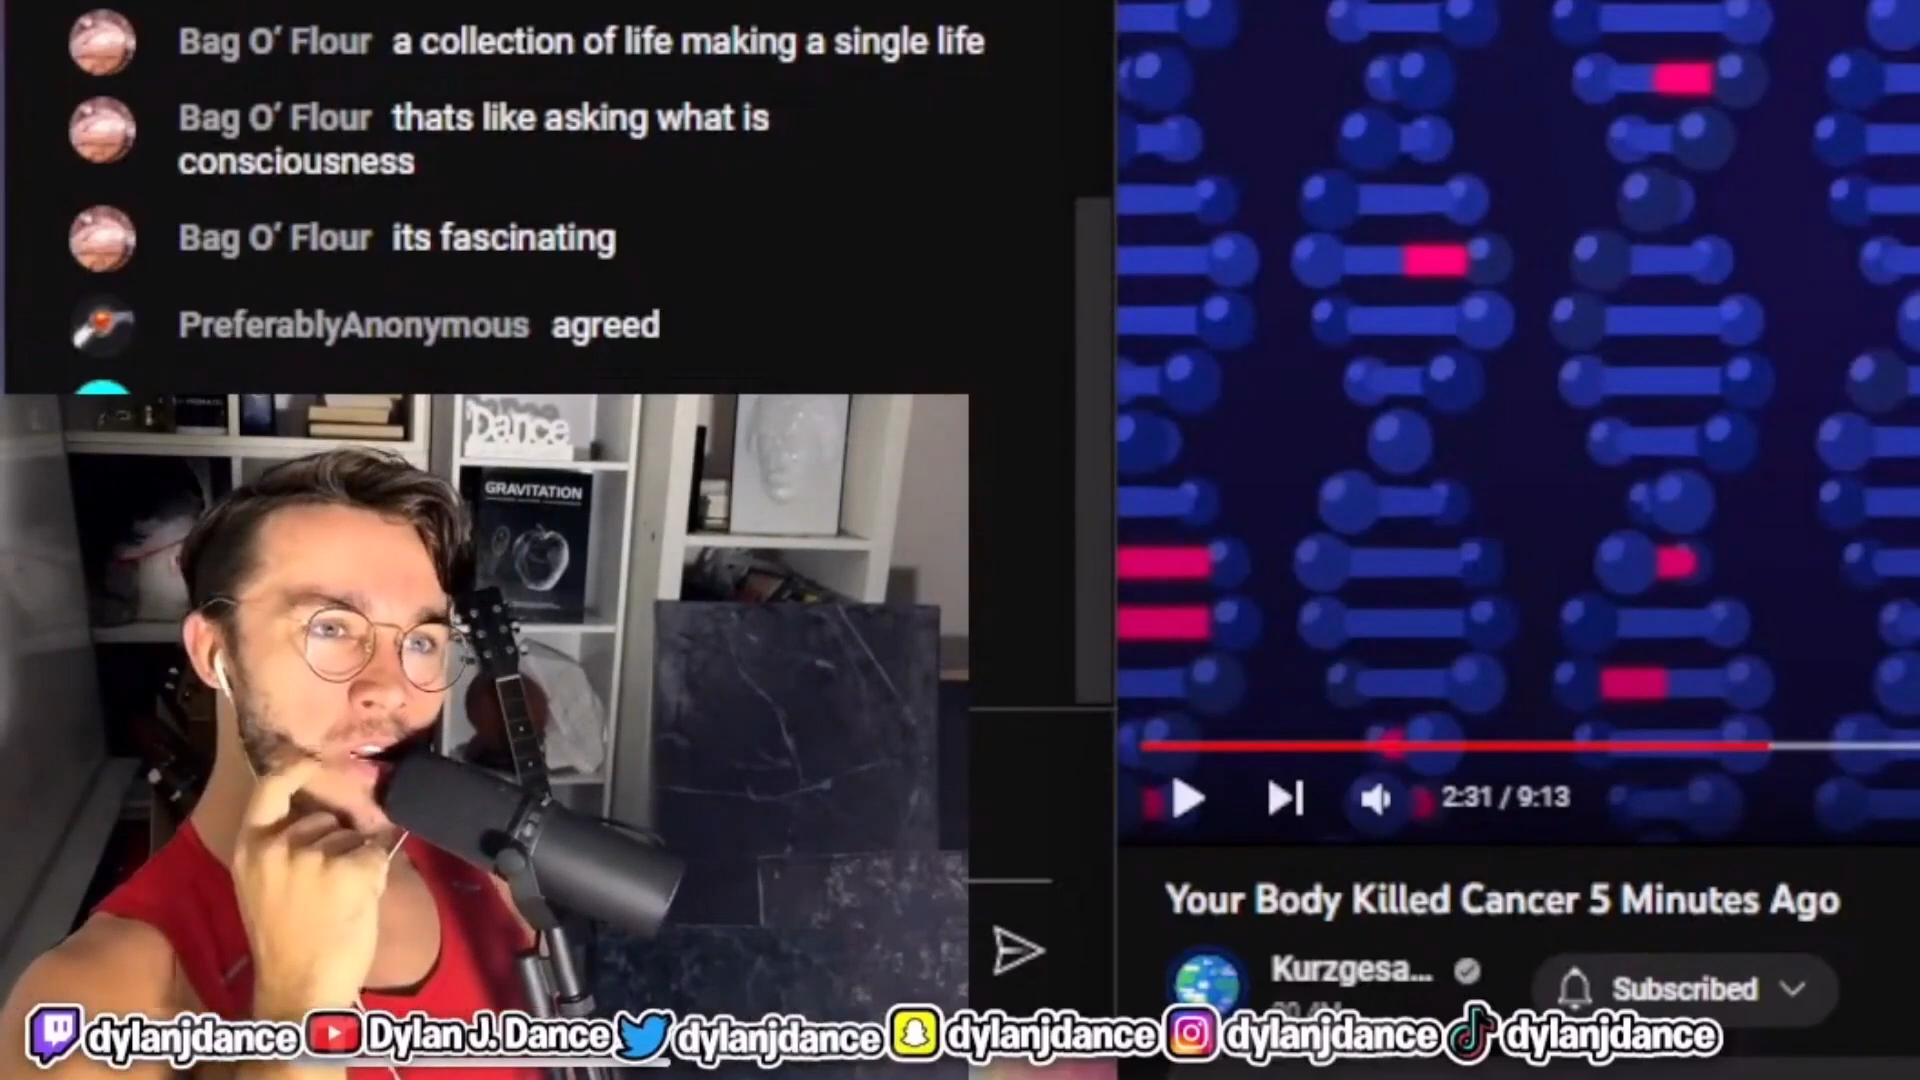 Bag O' Flour a collection of life making a single life
Bag O' Flour thats like asking what is
consciousness
Bag O' Flour its fascinating
PreferablyAnonymous agreed
Dance
GRAVITATION
2:31 / 9:13
Your Body Killed Cancer 5 Minutes Ago
Kurzgesa...
Subscribed
dylanjdance Dylan J. Dance dylanjdance dylanjdance dylanjdance dylanjdance